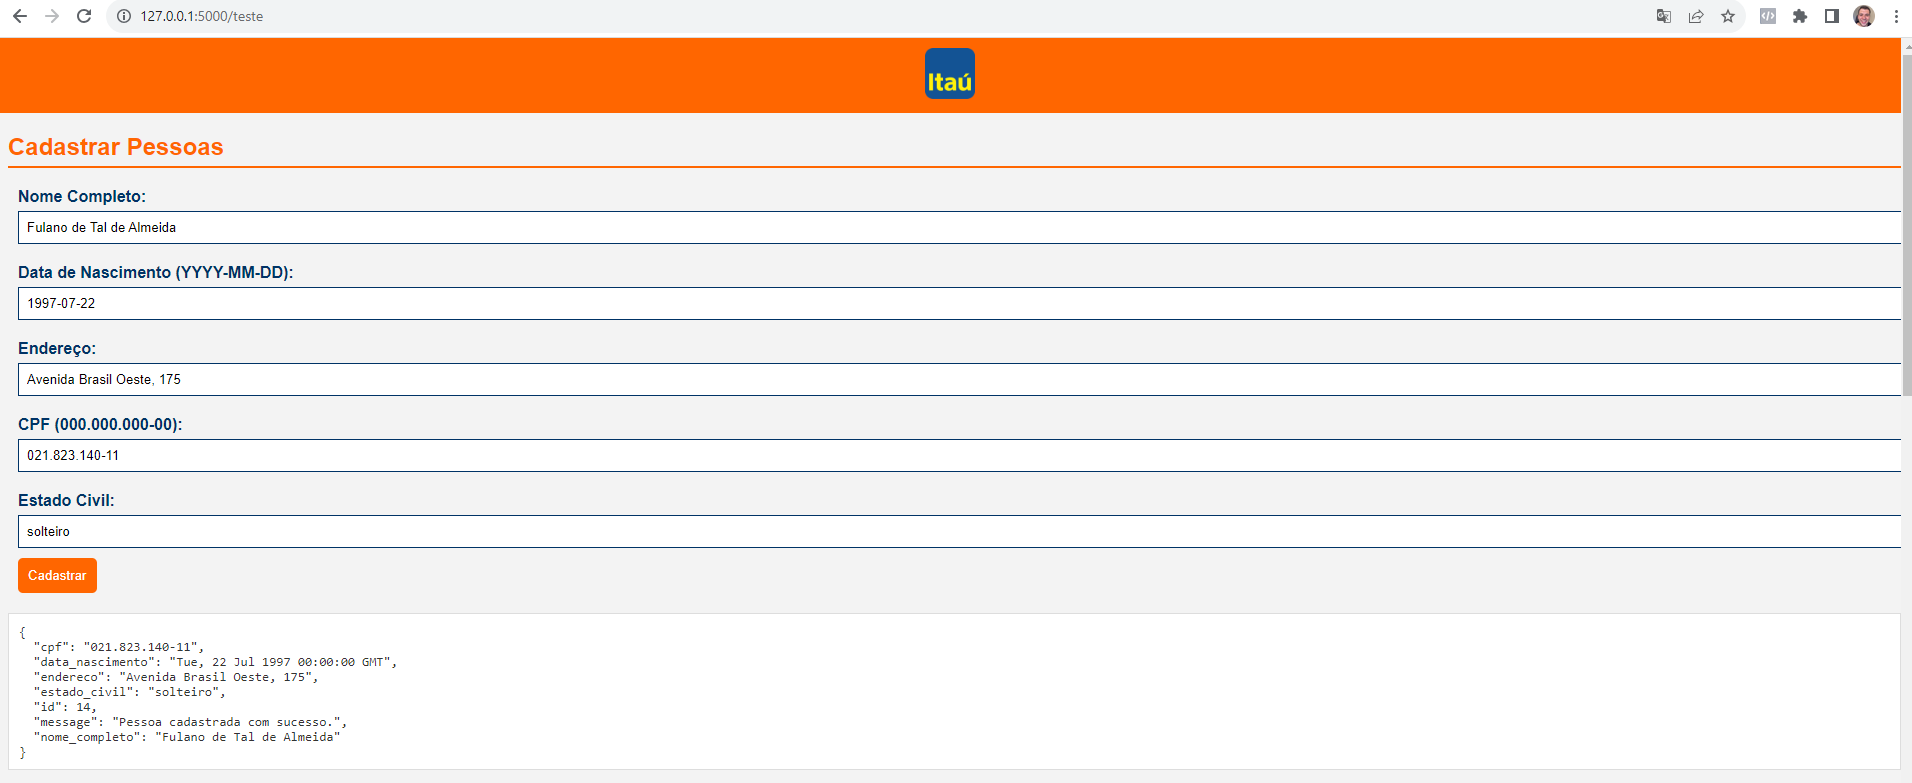 127.0.0.1:5000/teste
Itaú
Cadastrar Pessoas
Nome Completo:
Fulano de Tal de Almeida
Data de Nascimento (YYYY-MM-DD):
1997-07-22
Endereço:
Avenida Brasil Oeste, 175
CPF (000.000.000-00):
021.823.140-11
Estado Civil:
solteiro
Cadastrar
{
  "cpf": "021.823.140-11",
  "data_nascimento": "Tue, 22 Jul 1997 00:00:00 GMT",
  "endereco": "Avenida Brasil Oeste, 175",
  "estado_civil": "solteiro",
  "id": 14,
  "message": "Pessoa cadastrada com sucesso.",
  "nome_completo": "Fulano de Tal de Almeida"
}